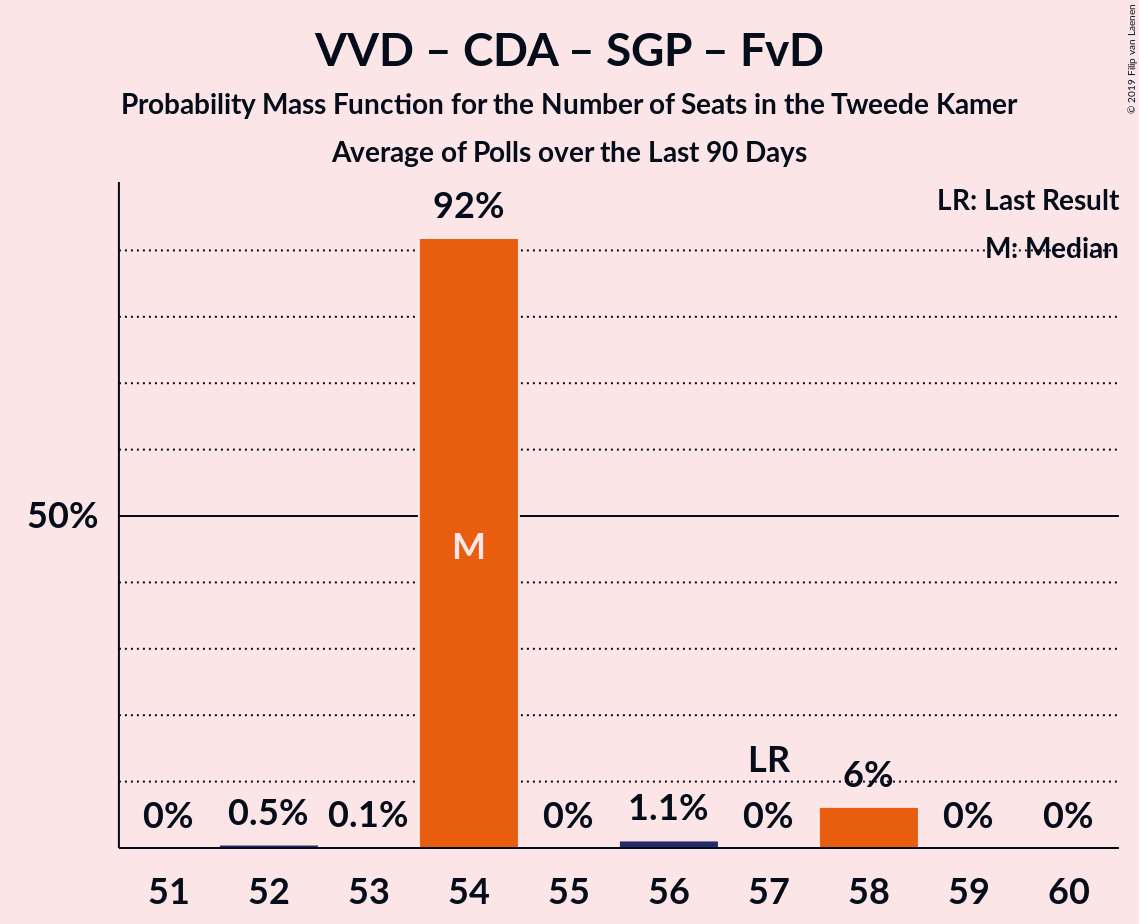 VVD – CDA – SGP – FvD
Probability Mass Function for the Number of Seats in the Tweede Kamer
Average of Polls over the Last 90 Days
© 2019 Filip van Laenen
LR: Last Result
M: Median
92%
50%
M
LR
6%
0% 0.5% 0.1% 0% 1.1% 0% 0% 0%
51 52 53 54 55 56 57 58 59 60